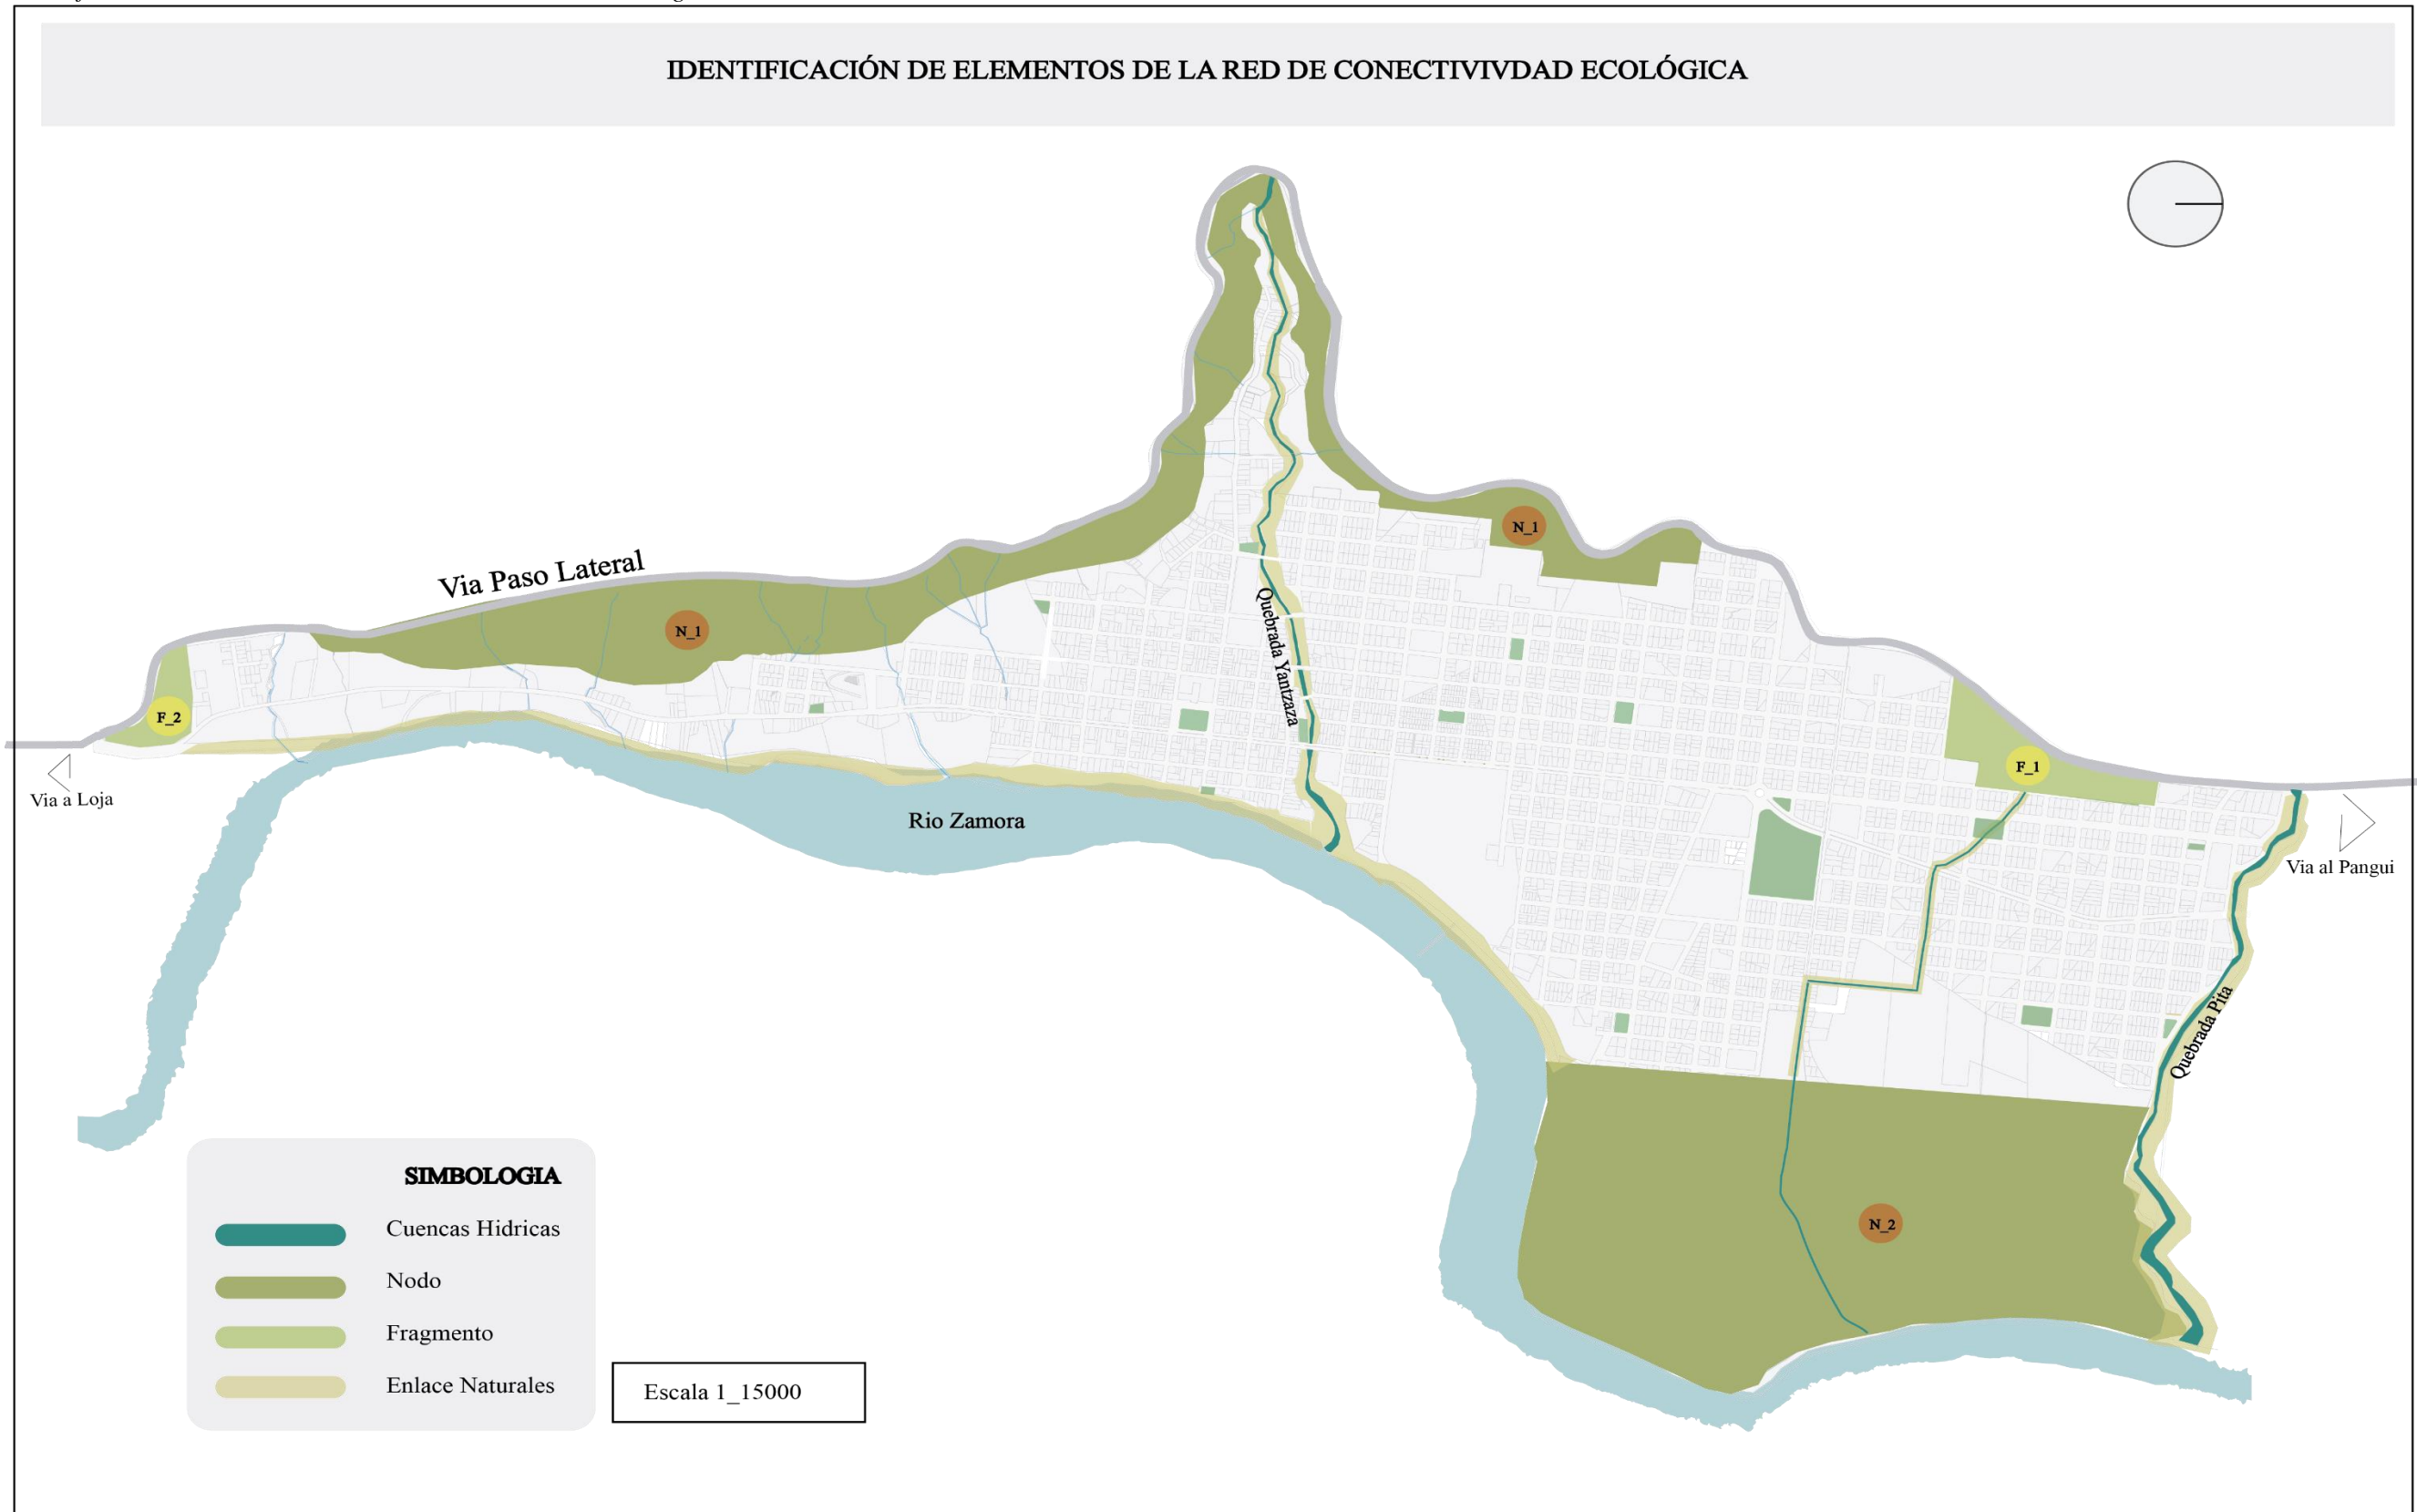 IDENTIFICACIÓN DE ELEMENTOS DE LA RED DE CONECTIVIVDAD ECOLÓGICA
N_1
Via Paso Lateral
N_1
Quebrada Yantzaza
F_2
F_1
Via a Loja
Rio Zamora
Via al Pangui
Quebrada Pita
N_2
SIMBOLOGIA
Cuencas Hidricas
Nodo
Fragmento
Enlace Naturales
Escala 1_15000